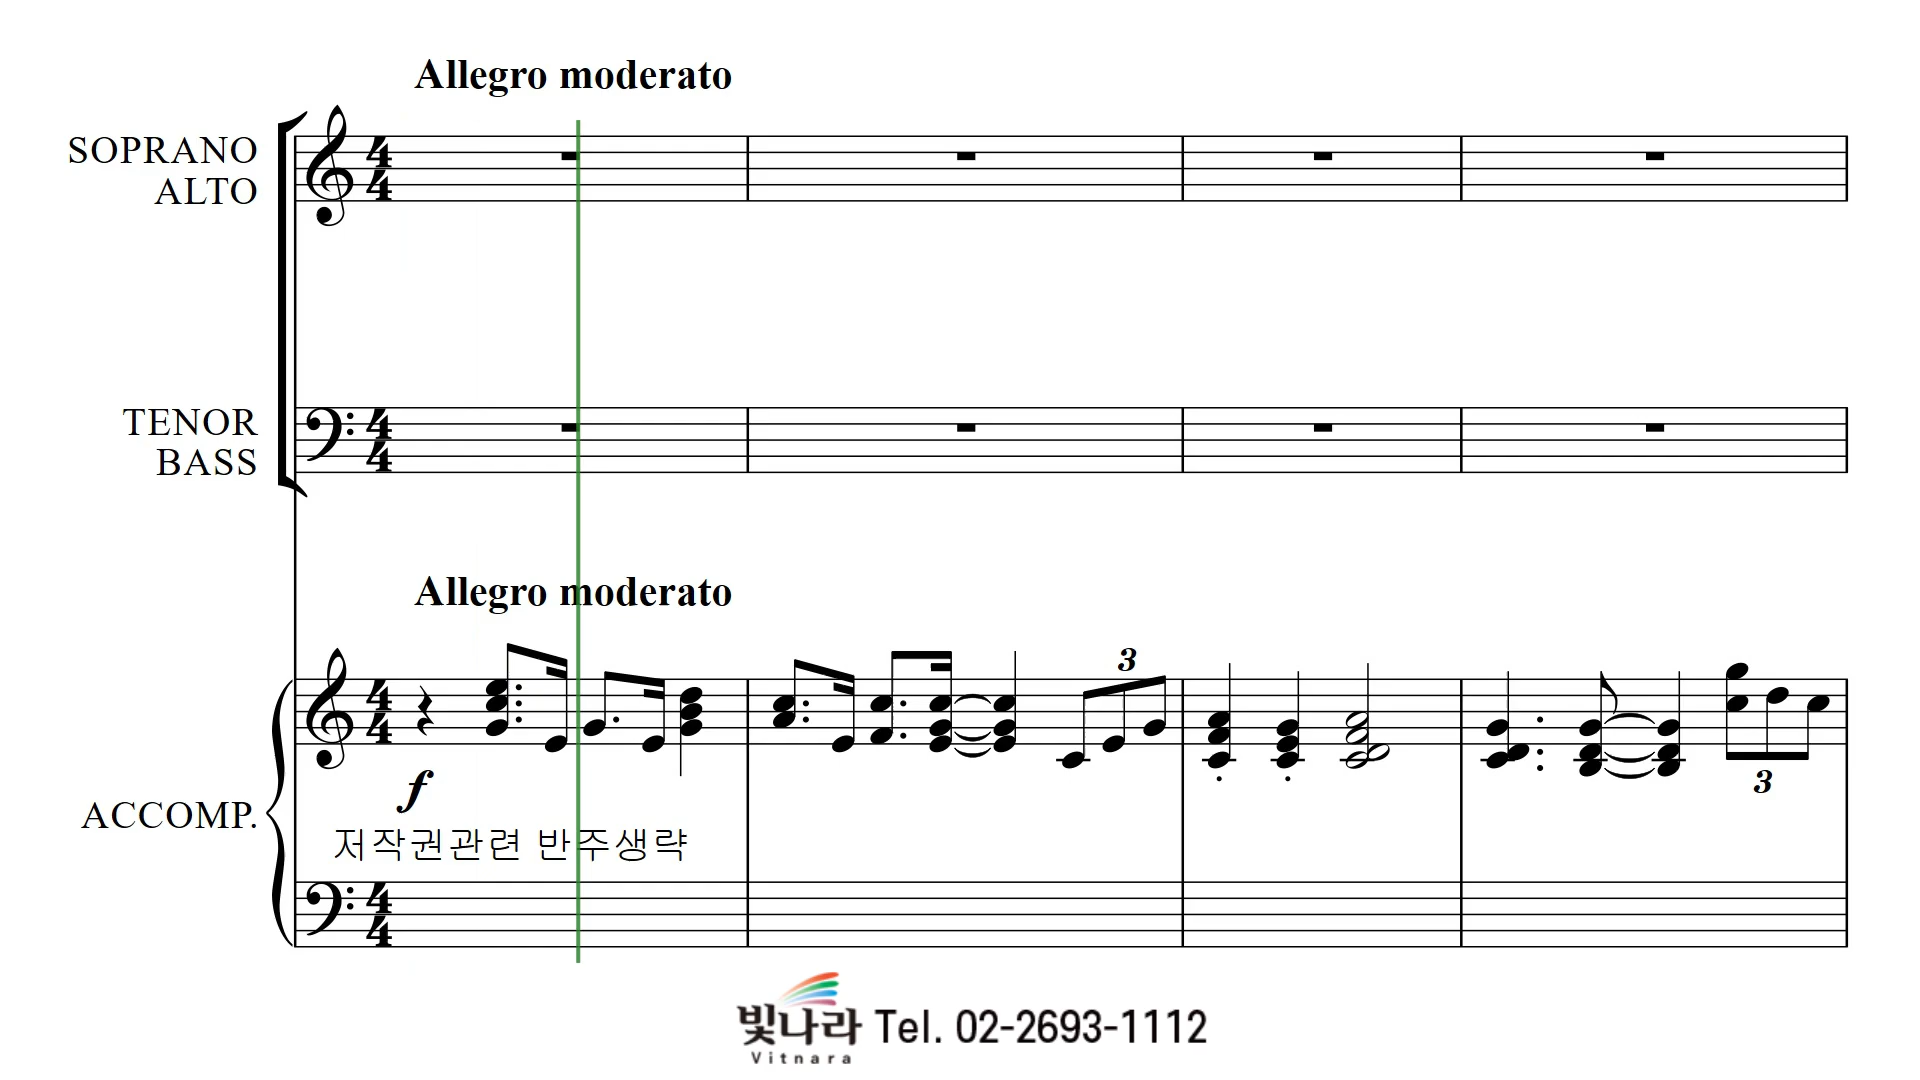 Allegro moderato
SOPRANO
ALTO
TENOR
BASS
Allegro moderato
3
f
ACCOMP.
저작권관련 반주생략
3
빛나라 Tel. 02-2693-1112
Vitnara